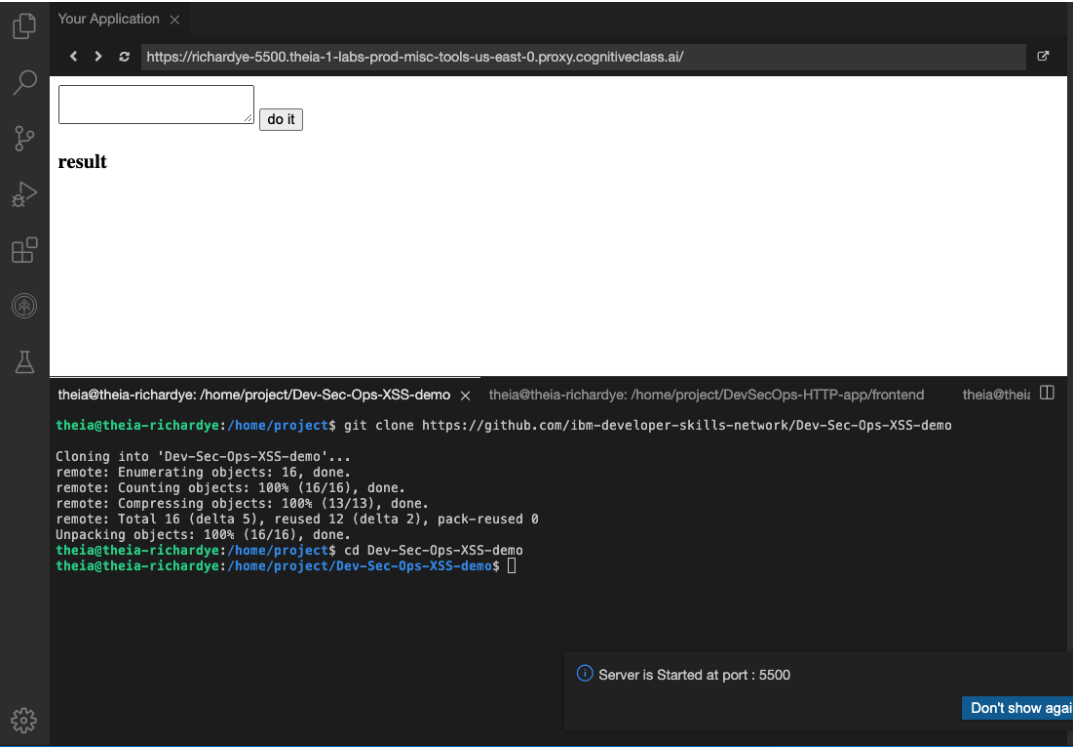 Your Application
https://richardye-5500.theia-1-labs-prod-misc-tools-us-east-0.proxy.cognitiveclass.ai/
do it
result
theia@theia-richardye: /home/project/Dev-Sec-Ops-XSS-demo
theia@theia-richardye: /home/project/DevSecOps-HTTP-app/frontend
theia@theia
theia@theia-richardye:/home/project$ git clone https://github.com/ibm-developer-skills-network/Dev-Sec-Ops-XSS-demo
Cloning into 'Dev-Sec-Ops-XSS-demo'...
remote: Enumerating objects: 16, done.
remote: Counting objects: 100% (16/16), done.
remote: Compressing objects: 100% (13/13), done.
remote: Total 16 (delta 5), reused 12 (delta 2), pack-reused 0
Unpacking objects: 100% (16/16), done.
theia@theia-richardye:/home/project$ cd Dev-Sec-Ops-XSS-demo
theia@theia-richardye:/home/project/Dev-Sec-Ops-XSS-demo$
Server is Started at port : 5500
Don't show agai